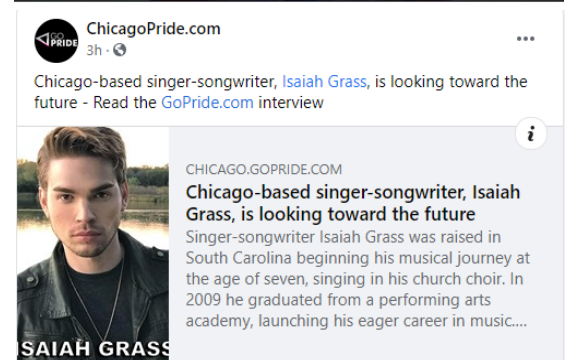 GO
PRIDE
ChicagoPride.com
3h ·
Chicago-based singer-songwriter, Isaiah Grass, is looking toward the
future - Read the GoPride.com interview
i
CHICAGO.GOPRIDE.COM
Chicago-based singer-songwriter, Isaiah
Grass, is looking toward the future
Singer-songwriter Isaiah Grass was raised in
South Carolina beginning his musical journey at
the age of seven, singing in his church choir. In
2009 he graduated from a performing arts
academy, launching his eager career in music....
ISAIAH GRASS